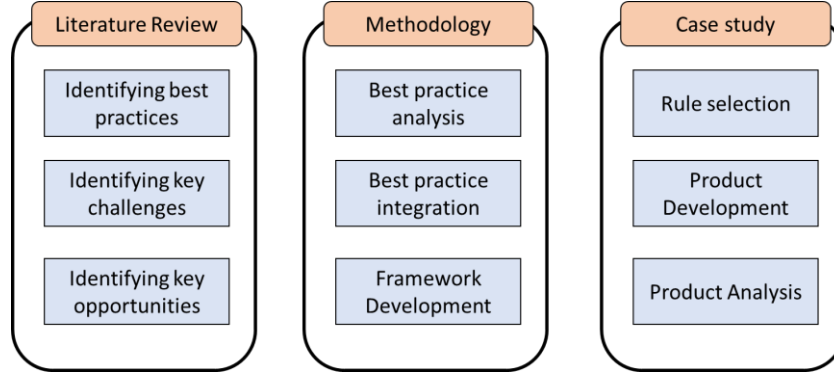 Literature Review
Identifying best
practices
Identifying key
challenges
Identifying key
opportunities
Methodology
Best practice
analysis
Best practice
integration
Framework
Development
Case study
Rule selection
Product
Development
Product Analysis